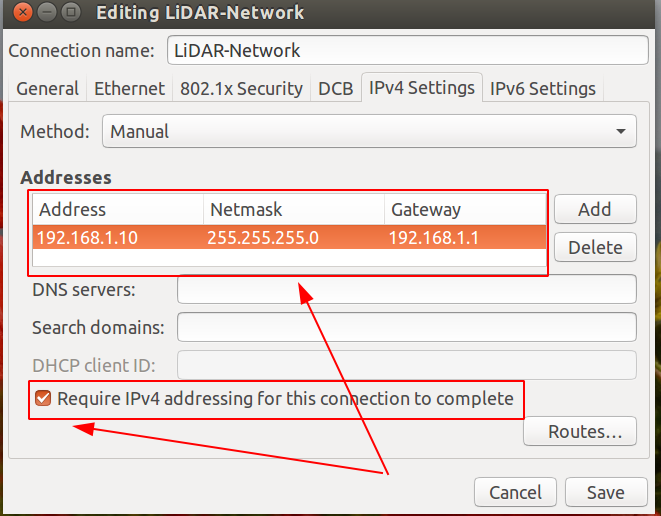 Editing LiDAR-Network
Connection name: LiDAR-Network
General Ethernet 802.1x Security DCB IPv4 Settings IPv6 Settings
Method: Manual
Addresses
Address Netmask Gateway Add
192.168.1.10 255.255.255.0 192.168.1.1
Delete
DNS servers:
Search domains:
DHCP client ID:
Require IPv4 addressing for this connection to complete
Routes...
Cancel Save